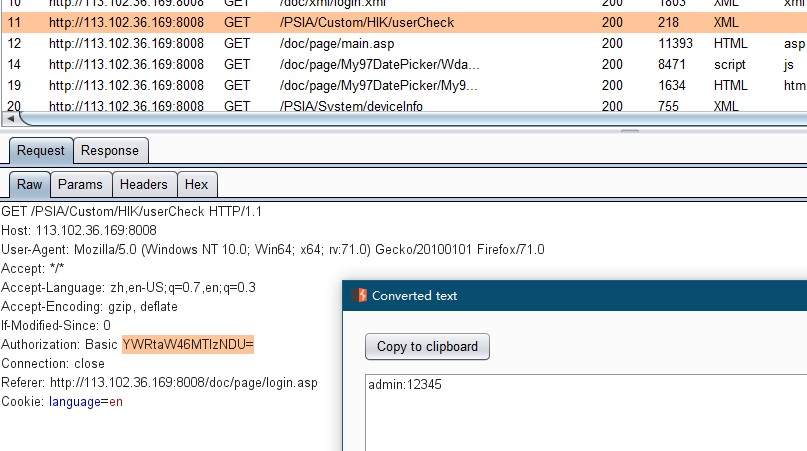 10 http://113.102.36.169:8008 GET /doc/xml/login.xml 200 1803 XML xml
11 http://113.102.36.169:8008 GET /PSIA/Custom/HIK/userCheck 200 218 XML
12 http://113.102.36.169:8008 GET /doc/page/main.asp 200 11393 HTML asp
14 http://113.102.36.169:8008 GET /doc/page/My97DatePicker/Wda... 200 8471 script js
19 http://113.102.36.169:8008 GET /doc/page/My97DatePicker/My9... 200 1634 HTML htm
20 http://113.102.36.169:8008 GET /PSIA/System/deviceInfo 200 755 XML
Request Response
Raw Params Headers Hex
GET /PSIA/Custom/HIK/userCheck HTTP/1.1
Host: 113.102.36.169:8008
User-Agent: Mozilla/5.0 (Windows NT 10.0; Win64; x64; rv:71.0) Gecko/20100101 Firefox/71.0
Accept: */*
Accept-Language: zh,en-US;q=0.7,en;q=0.3
Accept-Encoding: gzip, deflate
If-Modified-Since: 0
Authorization: Basic YWRtaW46MTIzNDU=
Connection: close
Referer: http://113.102.36.169:8008/doc/page/login.asp
Cookie: language=en
Converted text
Copy to clipboard
admin:12345